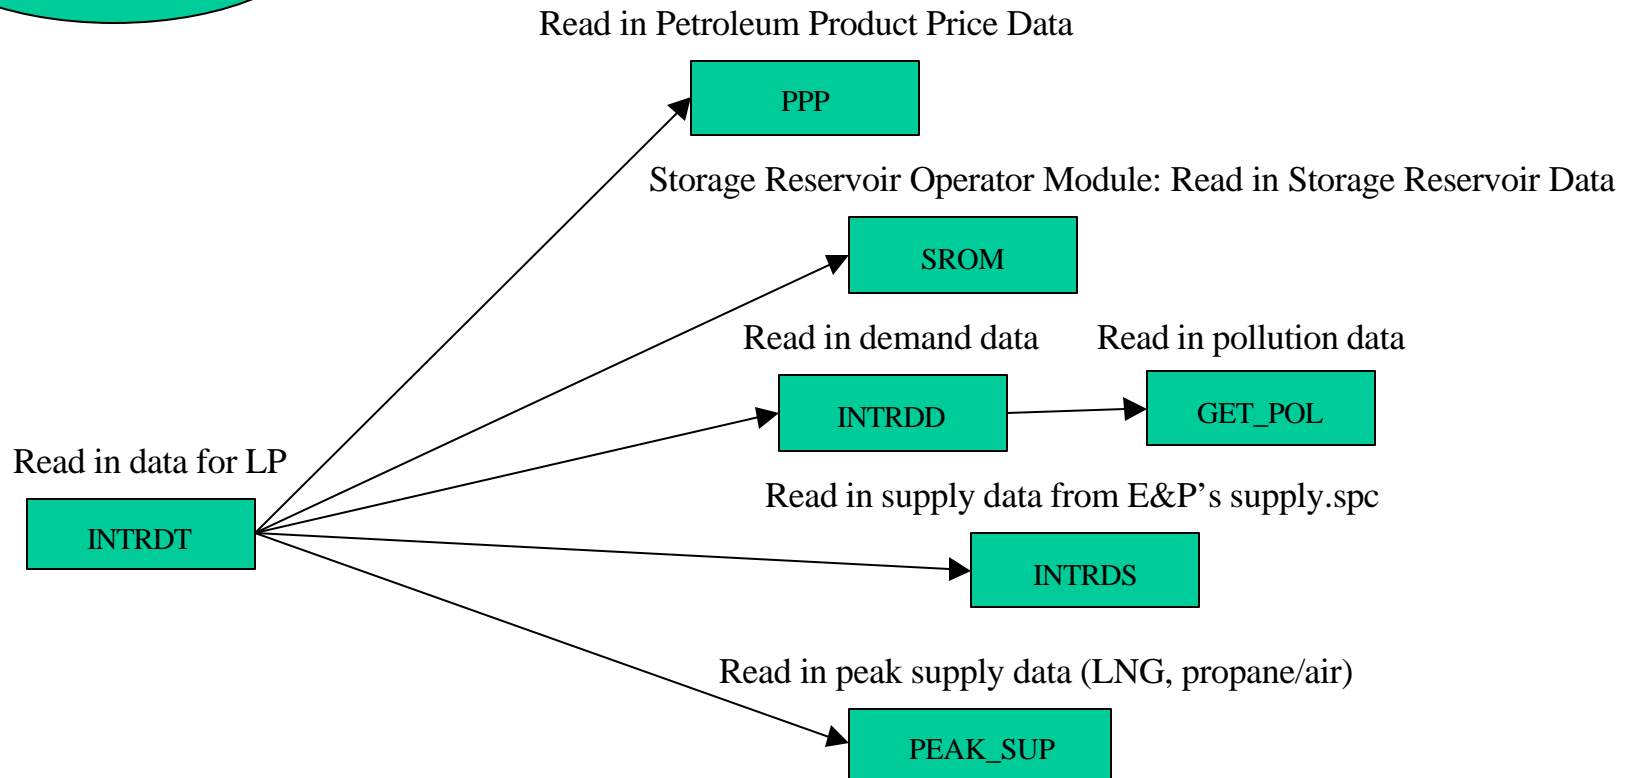 Read in Petroleum Product Price Data
PPP
Storage Reservoir Operator Module: Read in Storage Reservoir Data
SROM
Read in demand data
Read in pollution data
INTRDD
GET_POL
Read in data for LP
INTRDT
Read in supply data from E&P’s supply.spc
INTRDS
Read in peak supply data (LNG, propane/air)
PEAK_SUP